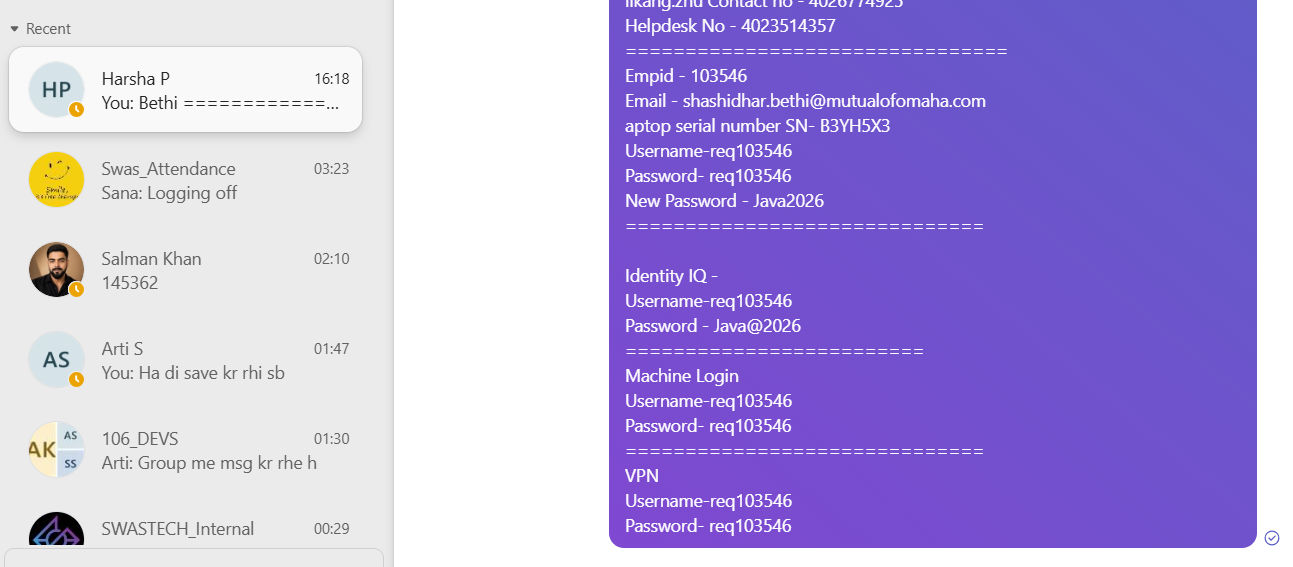 Recent
HP
Harsha P
16:18
You: Bethi ============...
Swas_Attendance
03:23
Sana: Logging off
Salman Khan
02:10
145362
AS
Arti S
01:47
You: Ha di save kr rhi sb
AK
AS
SS
106_DEVS
01:30
Arti: Group me msg kr rhe h
SWASTECH_Internal
00:29
Contact no - 4026774925
Helpdesk No - 4023514357
================================
Empid - 103546
Email - shashidhar.bethi@mutualofomaha.com
aptop serial number SN- B3YH5X3
Username-req103546
Password- req103546
New Password - Java2026
==============================
Identity IQ -
Username-req103546
Password - Java@2026
=========================
Machine Login
Username-req103546
Password- req103546
==============================
VPN
Username-req103546
Password- req103546